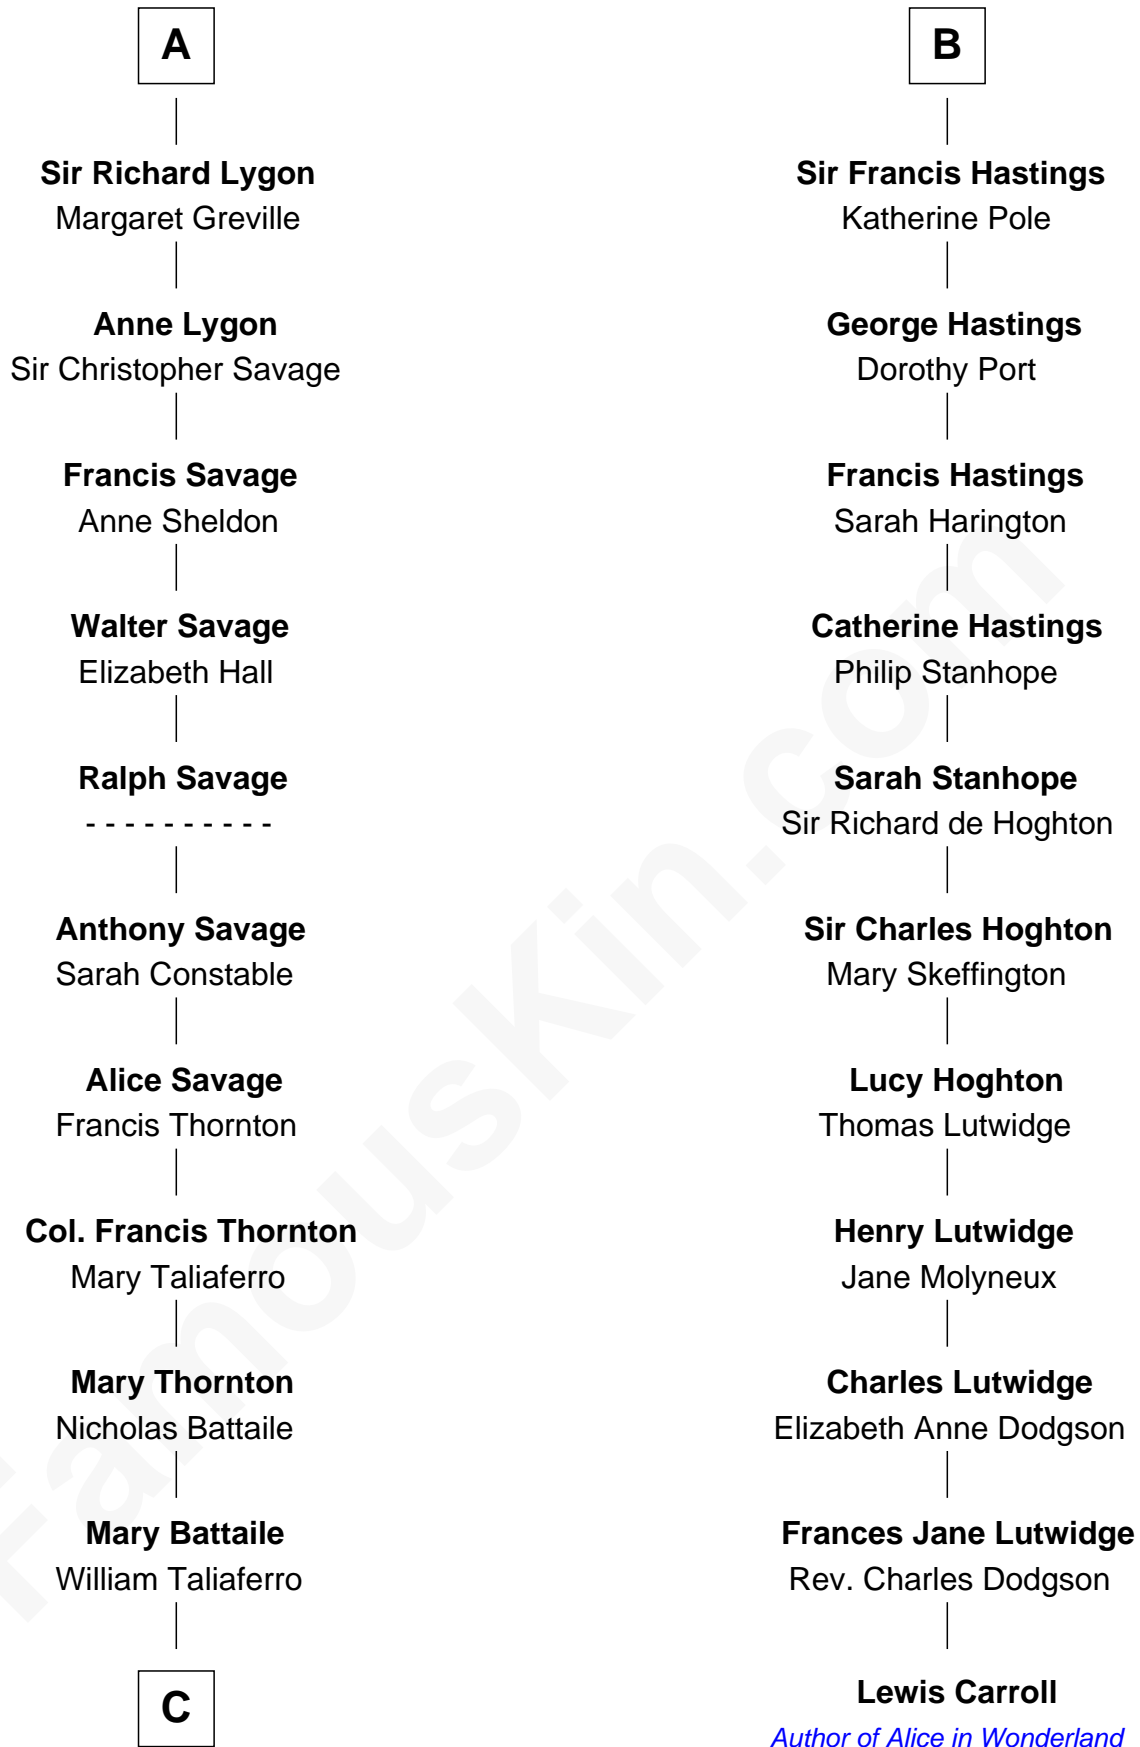 A
Sir Richard Lygon
Margaret Greville
Anne Lygon
Sir Christopher Savage
Francis Savage
Anne Sheldon
Walter Savage
Elizabeth Hall
Ralph Savage
- - - - - - - - - -
Anthony Savage
Sarah Constable
Alice Savage
Francis Thornton
Col. Francis Thornton
Mary Taliaferro
Mary Thornton
Nicholas Battaile
Mary Battaile
William Taliaferro
C
B
Sir Francis Hastings
Katherine Pole
George Hastings
Dorothy Port
Francis Hastings
Sarah Harington
Catherine Hastings
Philip Stanhope
Sarah Stanhope
Sir Richard de Hoghton
Sir Charles Hoghton
Mary Skeffington
Lucy Hoghton
Thomas Lutwidge
Henry Lutwidge
Jane Molyneux
Charles Lutwidge
Elizabeth Anne Dodgson
Frances Jane Lutwidge
Rev. Charles Dodgson
Lewis Carroll
Author of Alice in Wonderland
FamousKin.com